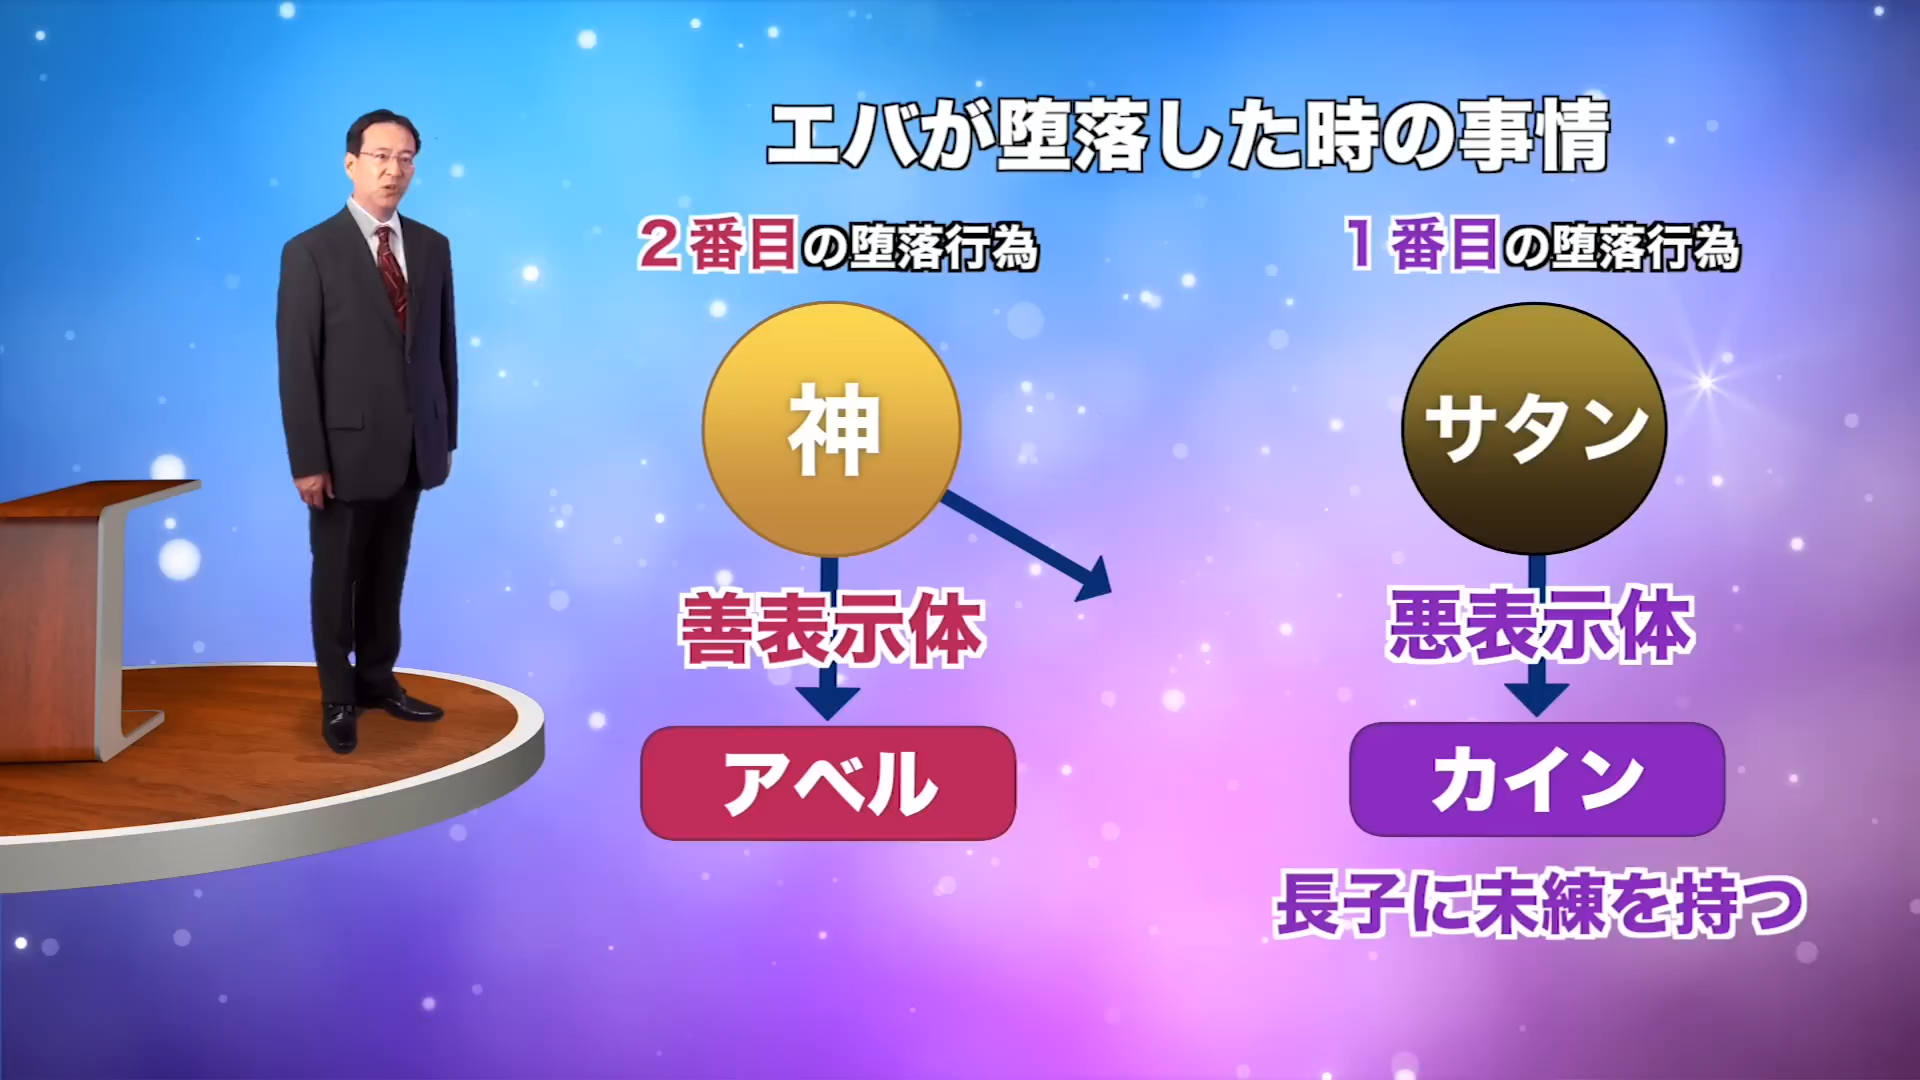 エバが堕落した時の事情
２番目の堕落行為
１番目の堕落行為
神
サタン
善表示体
悪表示体
アベル
カイン
長子に未練を持つ